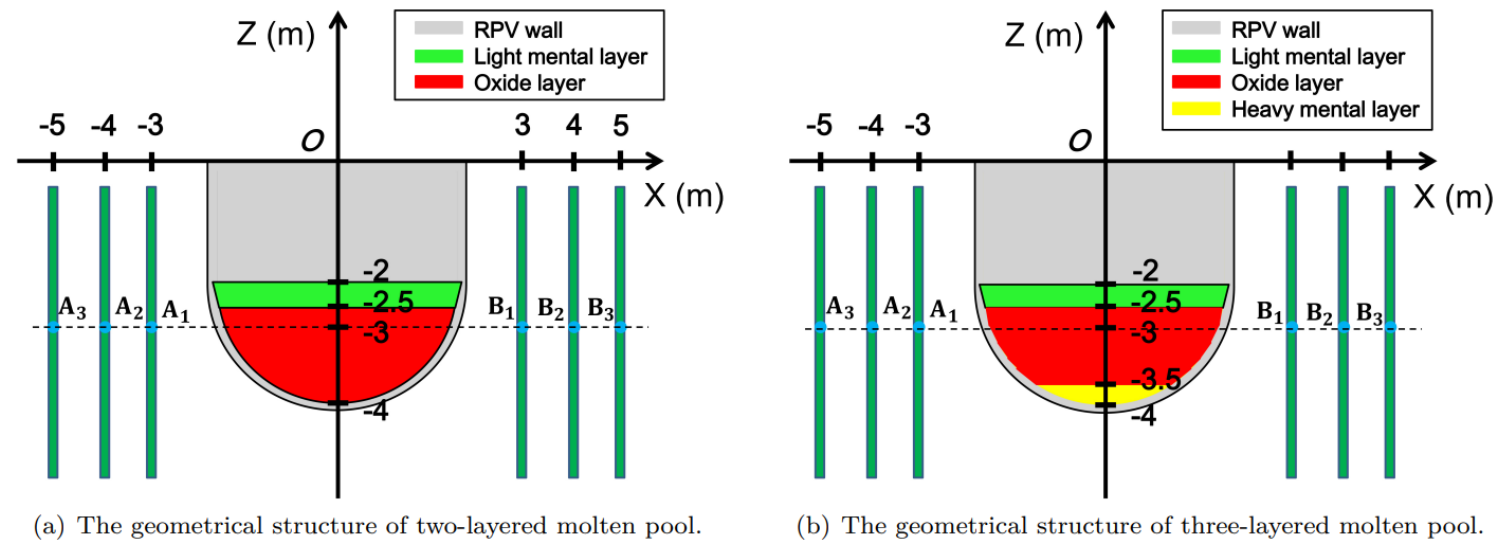 Z (m)
RPV wall
Light mental layer
Oxide layer
-5 -4 -3 O 3 4 5
X (m)
-2
-2.5
A3 A2 A1 B1 B2 B3
-3
-4
(a) The geometrical structure of two-layered molten pool.
Z (m)
RPV wall
Light mental layer
Oxide layer
Heavy mental layer
-5 -4 -3 O
X (m)
-2
-2.5
A3 A2 A1 B1 B2 B3
-3
-3.5
-4
(b) The geometrical structure of three-layered molten pool.